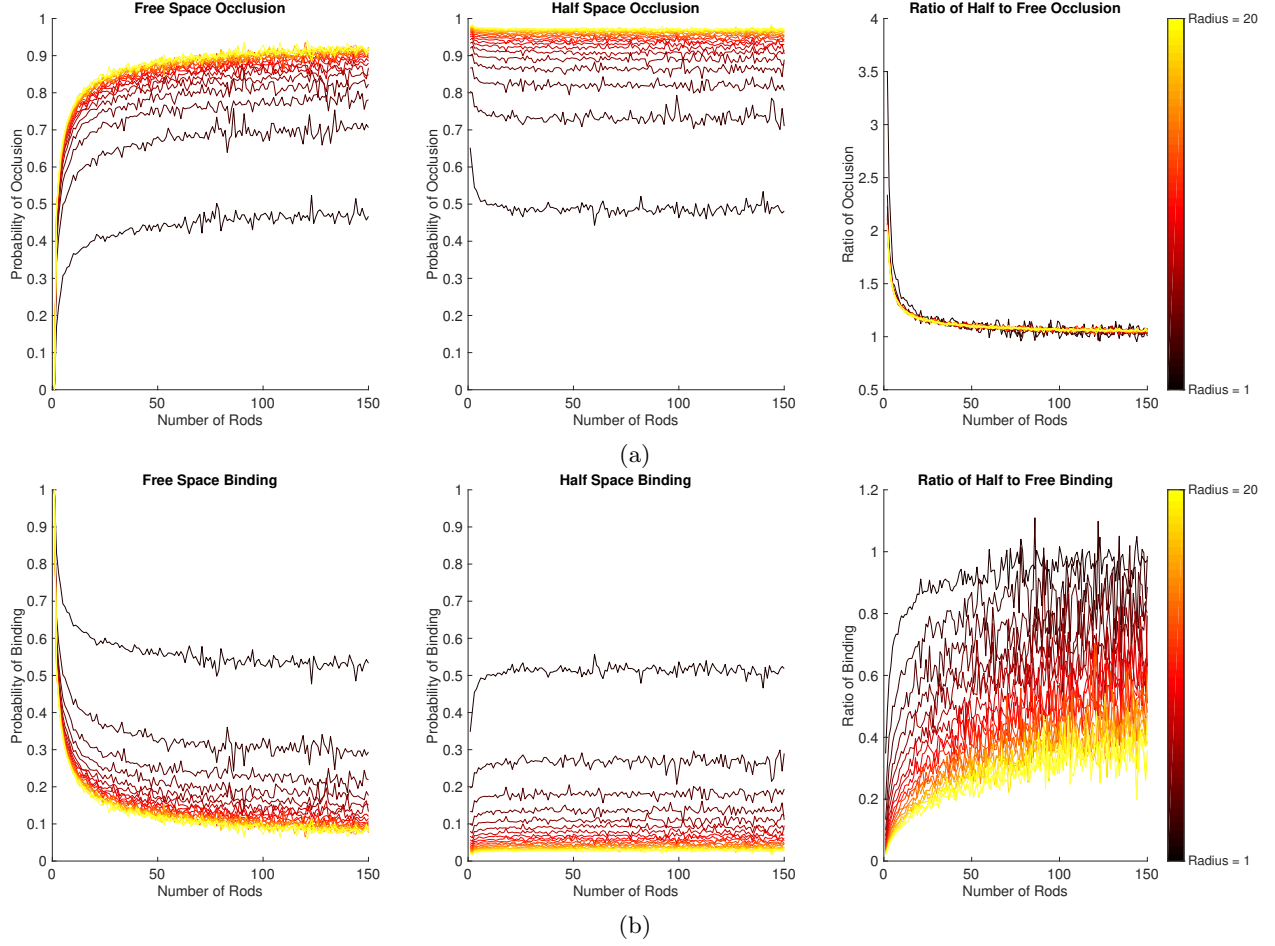 Free Space Occlusion
Half Space Occlusion
Ratio of Half to Free Occlusion
Probability of Occlusion
1
0.9
0.8
0.7
0.6
0.5
0.4
0.3
0.2
0.1
0
0 50 100 150
Number of Rods
Probability of Occlusion
1
0.9
0.8
0.7
0.6
0.5
0.4
0.3
0.2
0.1
0
0 50 100 150
Number of Rods
Ratio of Occlusion
4
3.5
3
2.5
2
1.5
1
0.5
0 50 100 150
Number of Rods
Radius = 20
Radius = 1
(a)
Free Space Binding
Half Space Binding
Ratio of Half to Free Binding
Probability of Binding
1
0.9
0.8
0.7
0.6
0.5
0.4
0.3
0.2
0.1
0
0 50 100 150
Number of Rods
Probability of Binding
1
0.9
0.8
0.7
0.6
0.5
0.4
0.3
0.2
0.1
0
0 50 100 150
Number of Rods
Ratio of Binding
1.2
1
0.8
0.6
0.4
0.2
0
0 50 100 150
Number of Rods
Radius = 20
Radius = 1
(b)